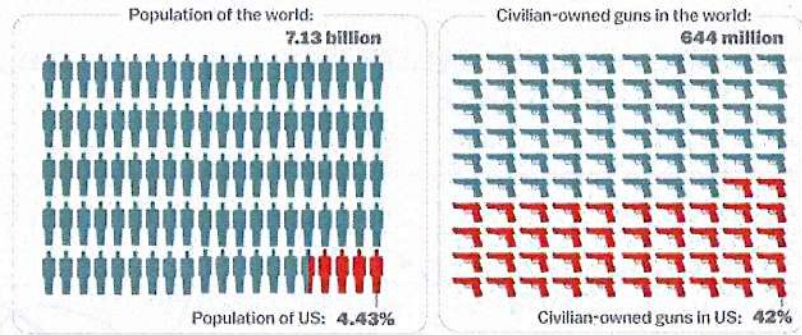 Population of the world:
7.13 billion
Population of US: 4.43%
Civilian-owned guns in the world:
644 million
Civilian-owned guns in US: 42%